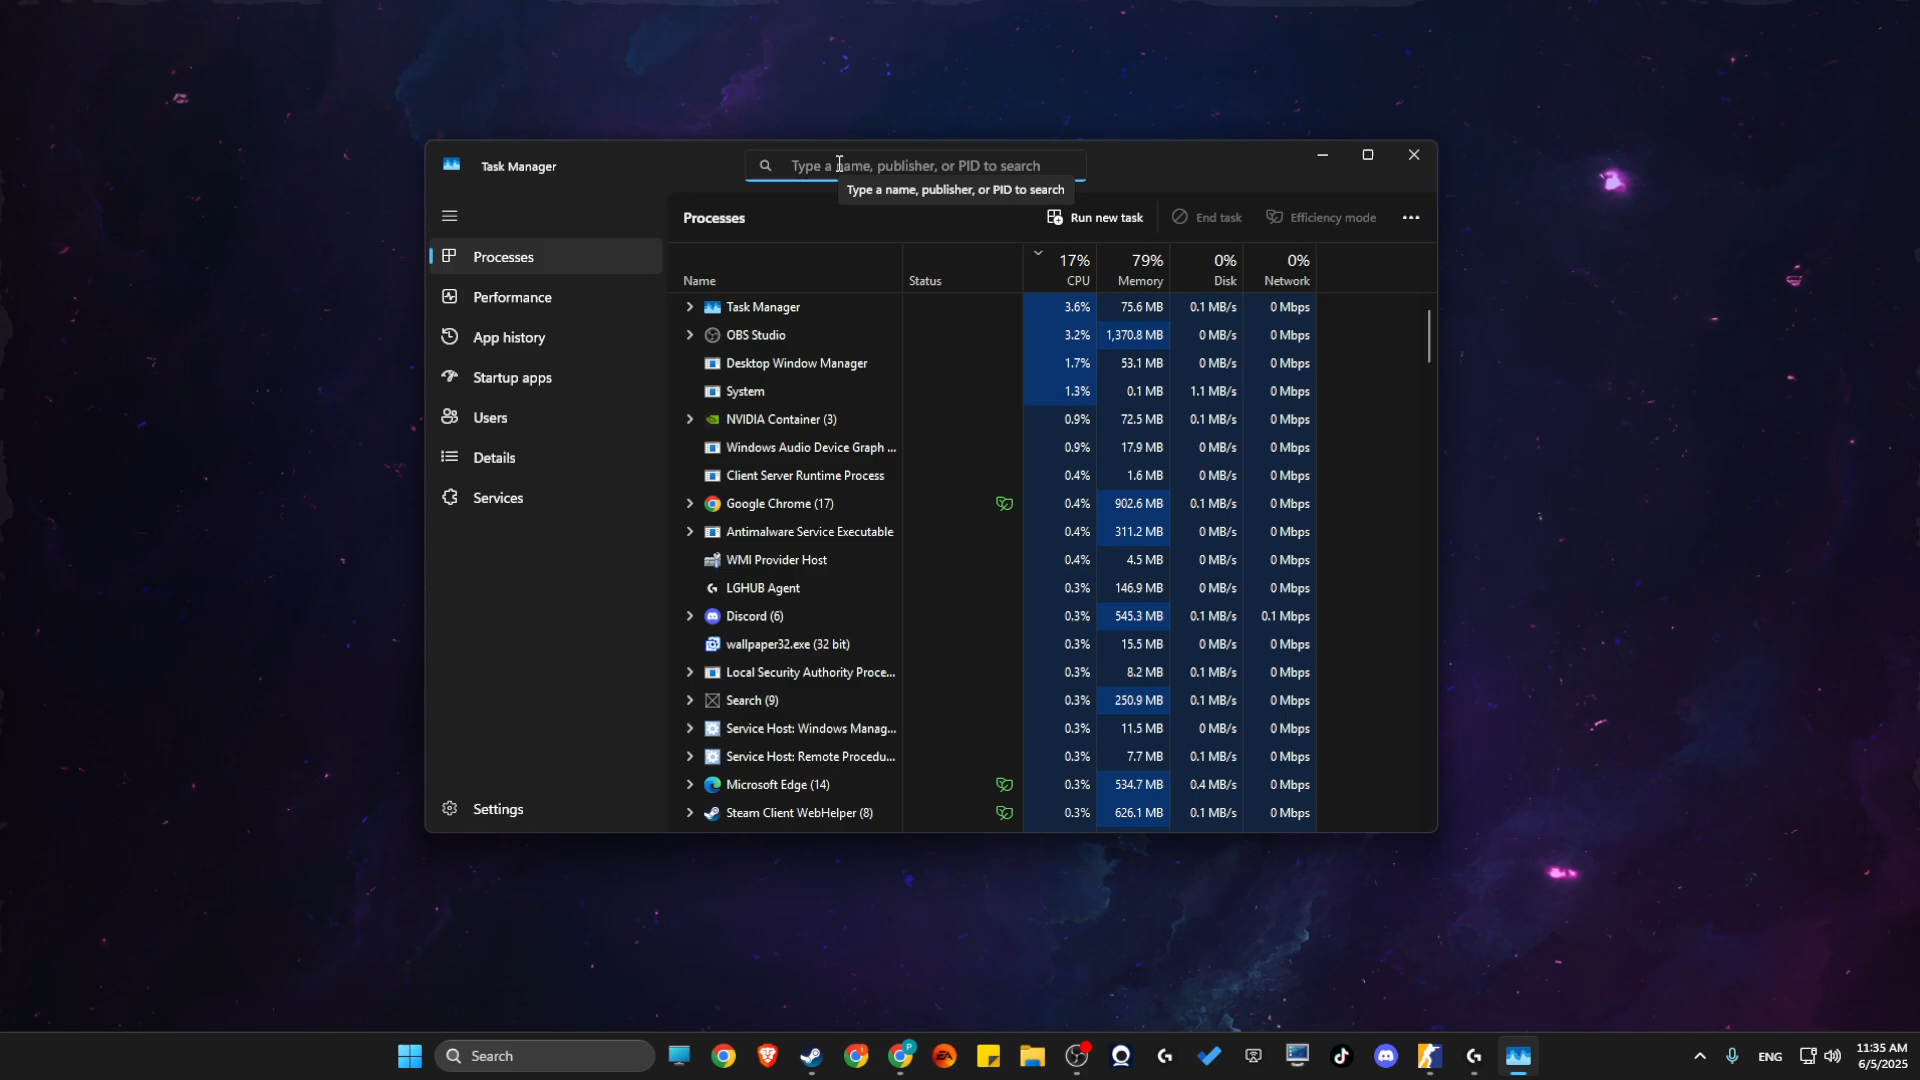 Task Manager
Type a name, publisher, or PID to search
Type a name, publisher, or PID to search
Processes
Run new task
End task
Efficiency mode
Processes
Performance
App history
Startup apps
Users
Details
Services
Settings
17% 79% 0% 0%
Name Status CPU Memory Disk Network
Task Manager 3.6% 75.6 MB 0.1 MB/s 0 Mbps
OBS Studio 3.2% 1,370.8 MB 0 MB/s 0 Mbps
Desktop Window Manager 1.7% 53.1 MB 0 MB/s 0 Mbps
System 1.3% 0.1 MB 1.1 MB/s 0 Mbps
NVIDIA Container (3) 0.9% 72.5 MB 0.1 MB/s 0 Mbps
Windows Audio Device Graph ... 0.9% 17.9 MB 0 MB/s 0 Mbps
Client Server Runtime Process 0.4% 1.6 MB 0 MB/s 0 Mbps
Google Chrome (17) 0.4% 902.6 MB 0.1 MB/s 0 Mbps
Antimalware Service Executable 0.4% 311.2 MB 0 MB/s 0 Mbps
WMI Provider Host 0.4% 4.5 MB 0 MB/s 0 Mbps
LGHUB Agent 0.3% 146.9 MB 0 MB/s 0 Mbps
Discord (6) 0.3% 545.3 MB 0.1 MB/s 0.1 Mbps
wallpaper32.exe (32 bit) 0.3% 15.5 MB 0 MB/s 0 Mbps
Local Security Authority Proce... 0.3% 8.2 MB 0.1 MB/s 0 Mbps
Search (9) 0.3% 250.9 MB 0.1 MB/s 0 Mbps
Service Host: Windows Manag... 0.3% 11.5 MB 0 MB/s 0 Mbps
Service Host: Remote Procedu... 0.3% 7.7 MB 0.1 MB/s 0 Mbps
Microsoft Edge (14) 0.3% 534.7 MB 0.4 MB/s 0 Mbps
Steam Client WebHelper (8) 0.3% 626.1 MB 0.1 MB/s 0 Mbps
Search
ENG
11:35 AM
6/5/2025